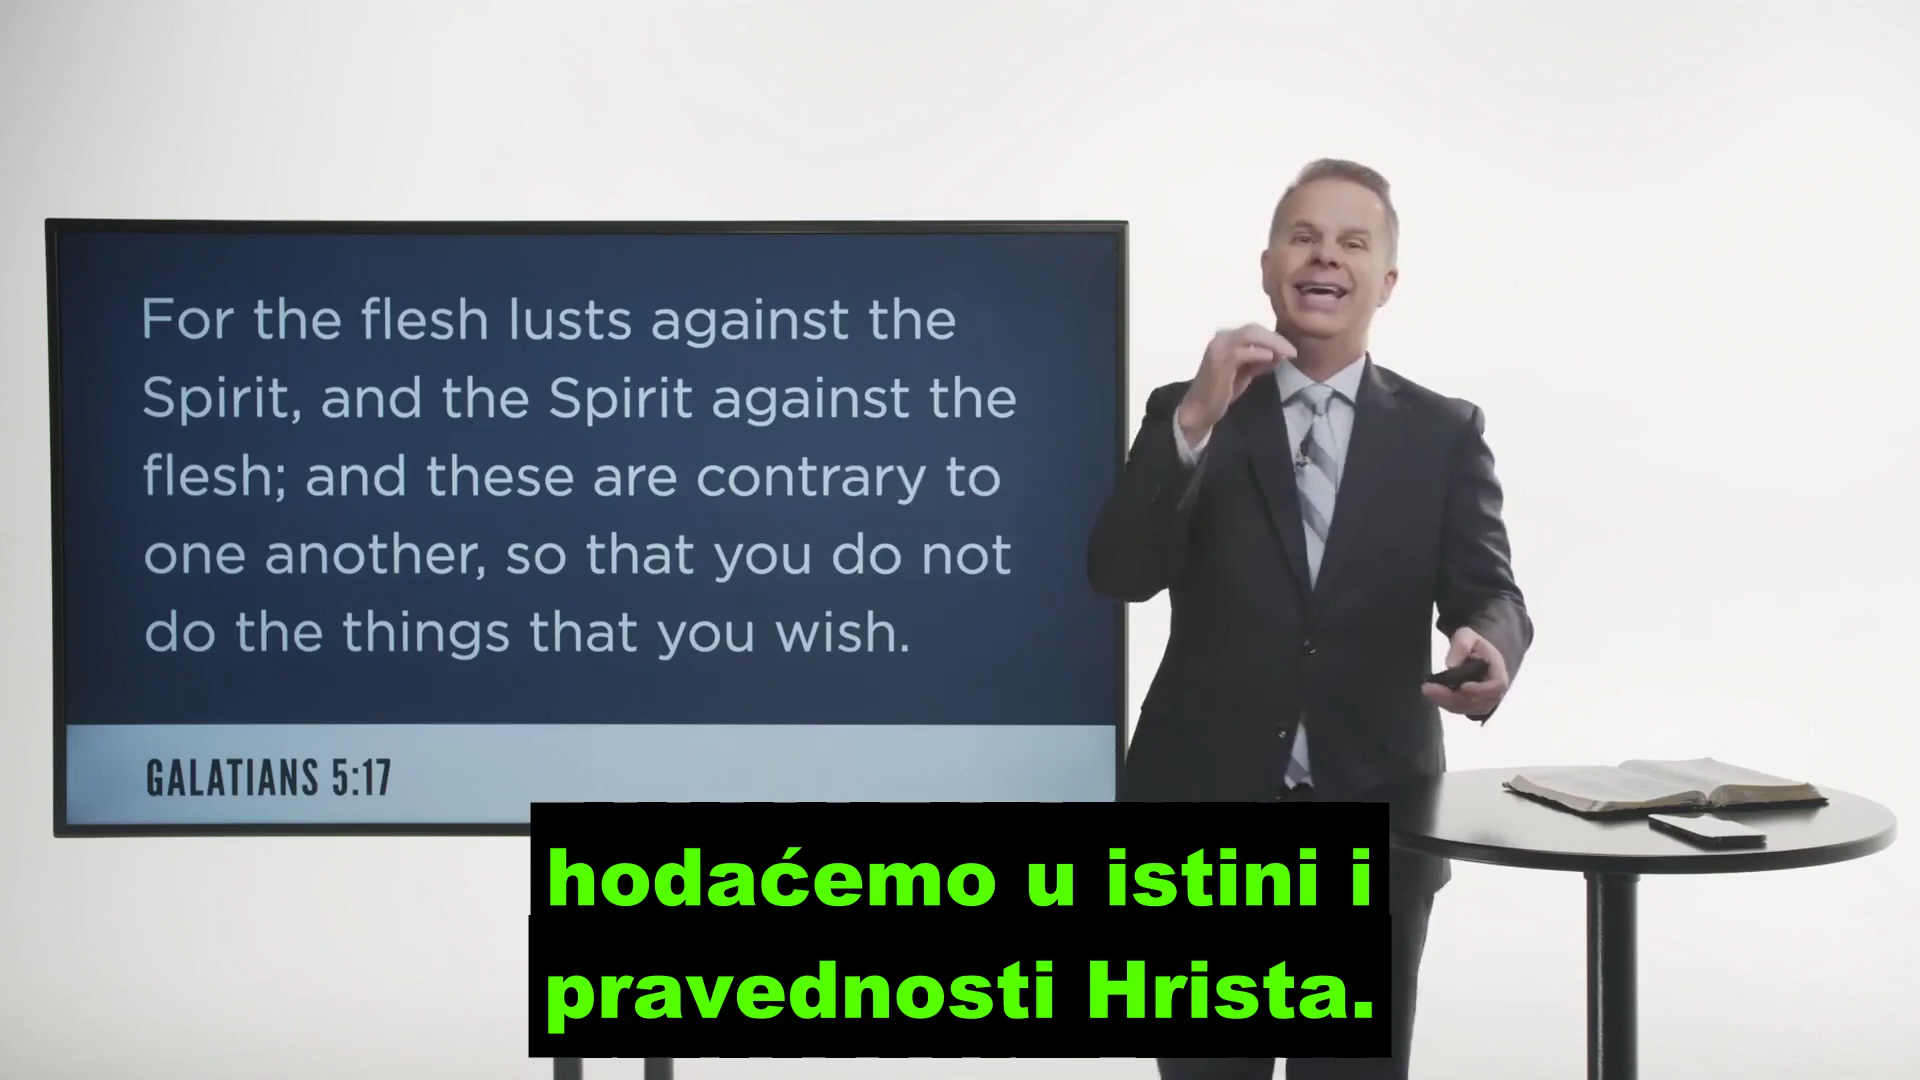 For the flesh lusts against the
Spirit, and the Spirit against the
flesh; and these are contrary to
one another, so that you do not
do the things that you wish.
GALATIANS 5:17
hodaćemo u istini i
pravednosti Hrista.